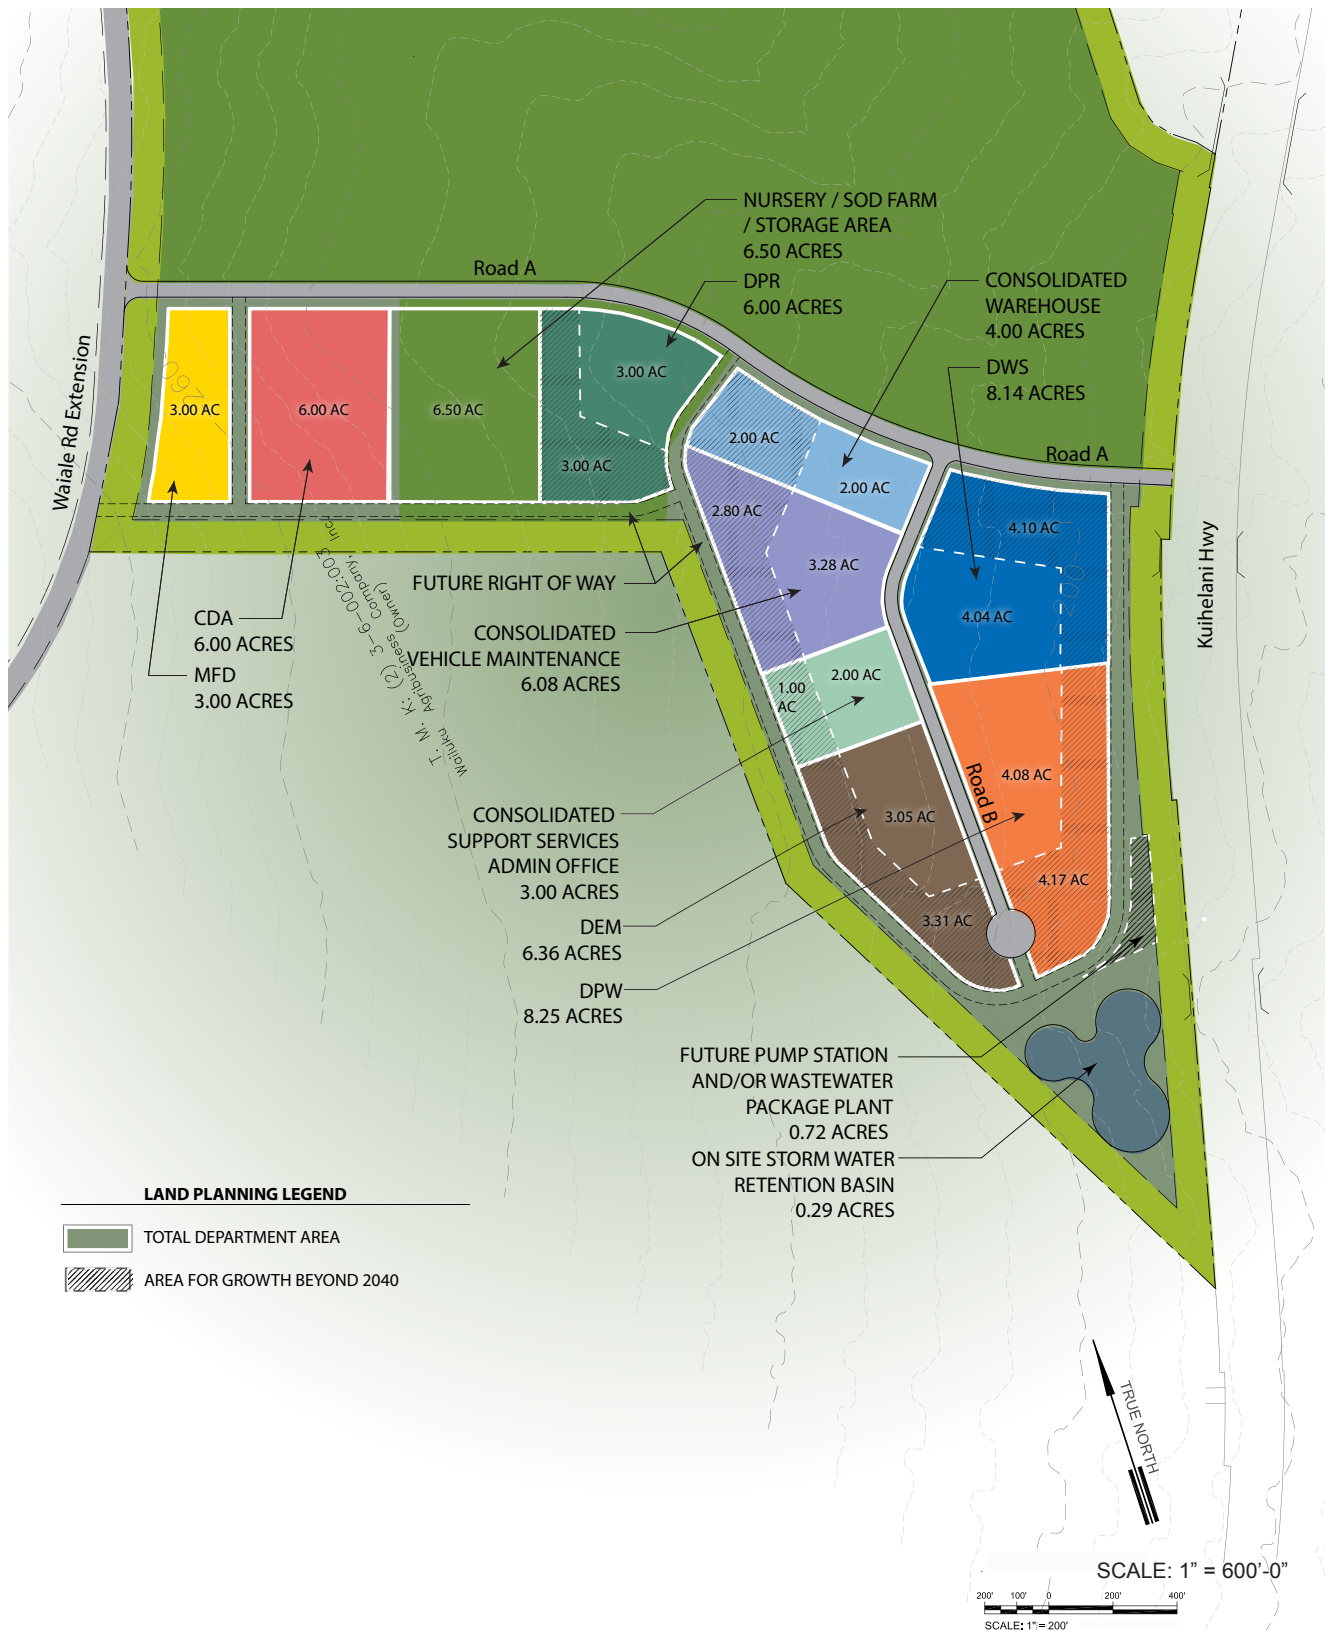 NURSERY / SOD FARM
/ STORAGE AREA
6.50 ACRES
Road A
DPR
6.00 ACRES
CONSOLIDATED
WAREHOUSE
4.00 ACRES
DWS
8.14 ACRES
Waiale Rd Extension
160
3.00 AC
6.00 AC
6.50 AC
3.00 AC
3.00 AC
2.00 AC
2.00 AC
Road A
2.80 AC
3.28 AC
4.10 AC
4.04 AC
200
Kuihelani Hwy
FUTURE RIGHT OF WAY
T. M. K: (2) 3-6-002:003
Wailuku Agribusiness Company, Inc
(Owner)
CDA
6.00 ACRES
MFD
3.00 ACRES
CONSOLIDATED
VEHICLE MAINTENANCE
6.08 ACRES
1.00
AC
2.00 AC
3.05 AC
Road B
4.08 AC
3.31 AC
4.17 AC
CONSOLIDATED
SUPPORT SERVICES
ADMIN OFFICE
3.00 ACRES
DEM
6.36 ACRES
DPW
8.25 ACRES
FUTURE PUMP STATION
AND/OR WASTEWATER
PACKAGE PLANT
0.72 ACRES
ON SITE STORM WATER
RETENTION BASIN
0.29 ACRES
LAND PLANNING LEGEND
TOTAL DEPARTMENT AREA
AREA FOR GROWTH BEYOND 2040
TRUE NORTH
SCALE: 1” = 600’-0”
200' 100' 0 200' 400'
SCALE: 1" = 200'